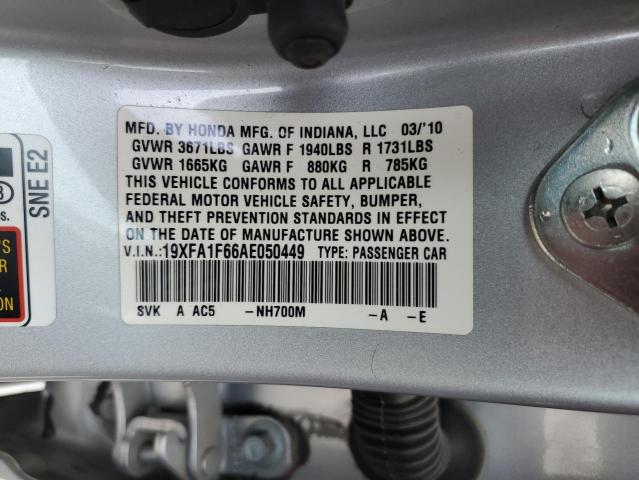 MFD. BY HONDA MFG. OF INDIANA, LLC 03/'10
GVWR 3671LBS GAWR F 1940LBS R 1731LBS
GVWR 1665KG GAWR F 880KG R 785KG
THIS VEHICLE CONFORMS TO ALL APPLICABLE
FEDERAL MOTOR VEHICLE SAFETY, BUMPER,
AND THEFT PREVENTION STANDARDS IN EFFECT
ON THE DATE OF MANUFACTURE SHOWN ABOVE.
V.I.N.:19XFA1F66AE050449 TYPE: PASSENGER CAR
SVK A AC5 -NH700M -A -E
SNE E2